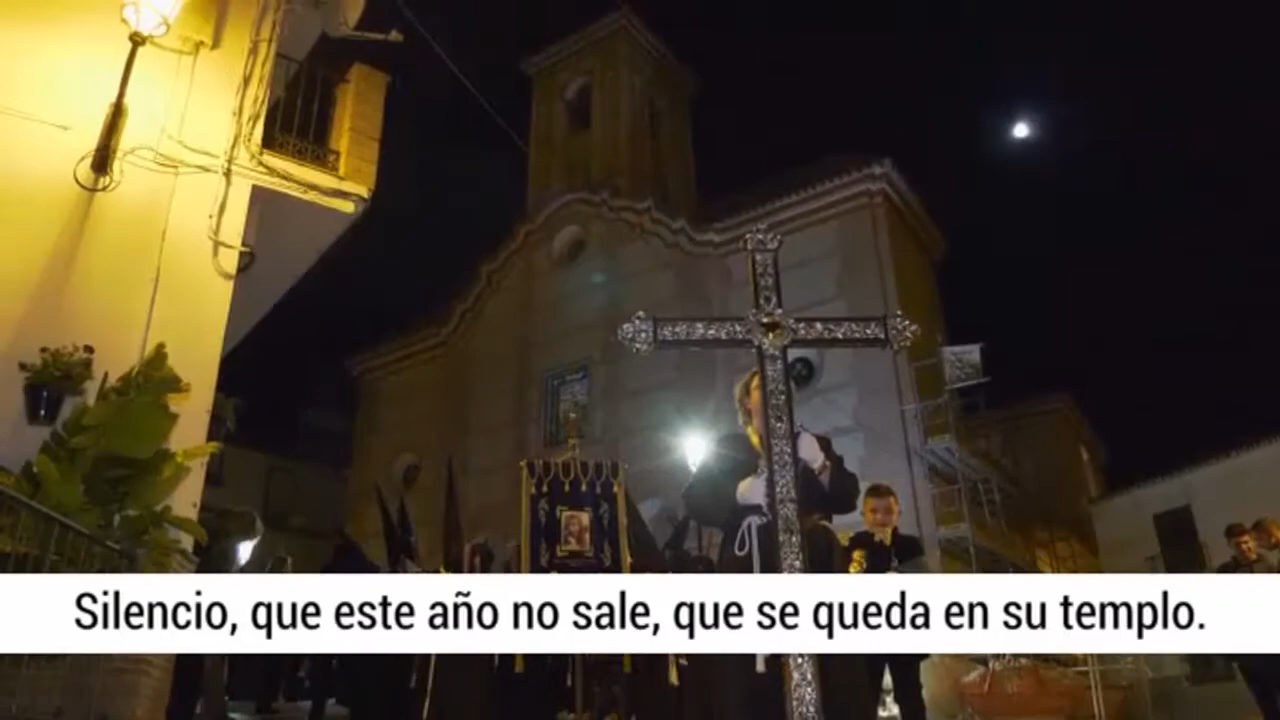 Silencio, que este año no sale, que se queda en su templo.